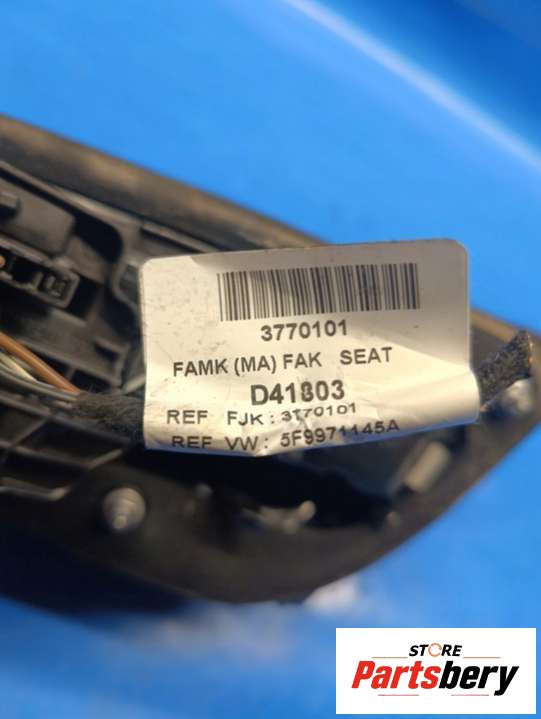 3770101
FAMK (MA) FAK SEAT
D41803
REF FJK : 3770101
REF VW : 5F9971145A
STORE
Partsbery